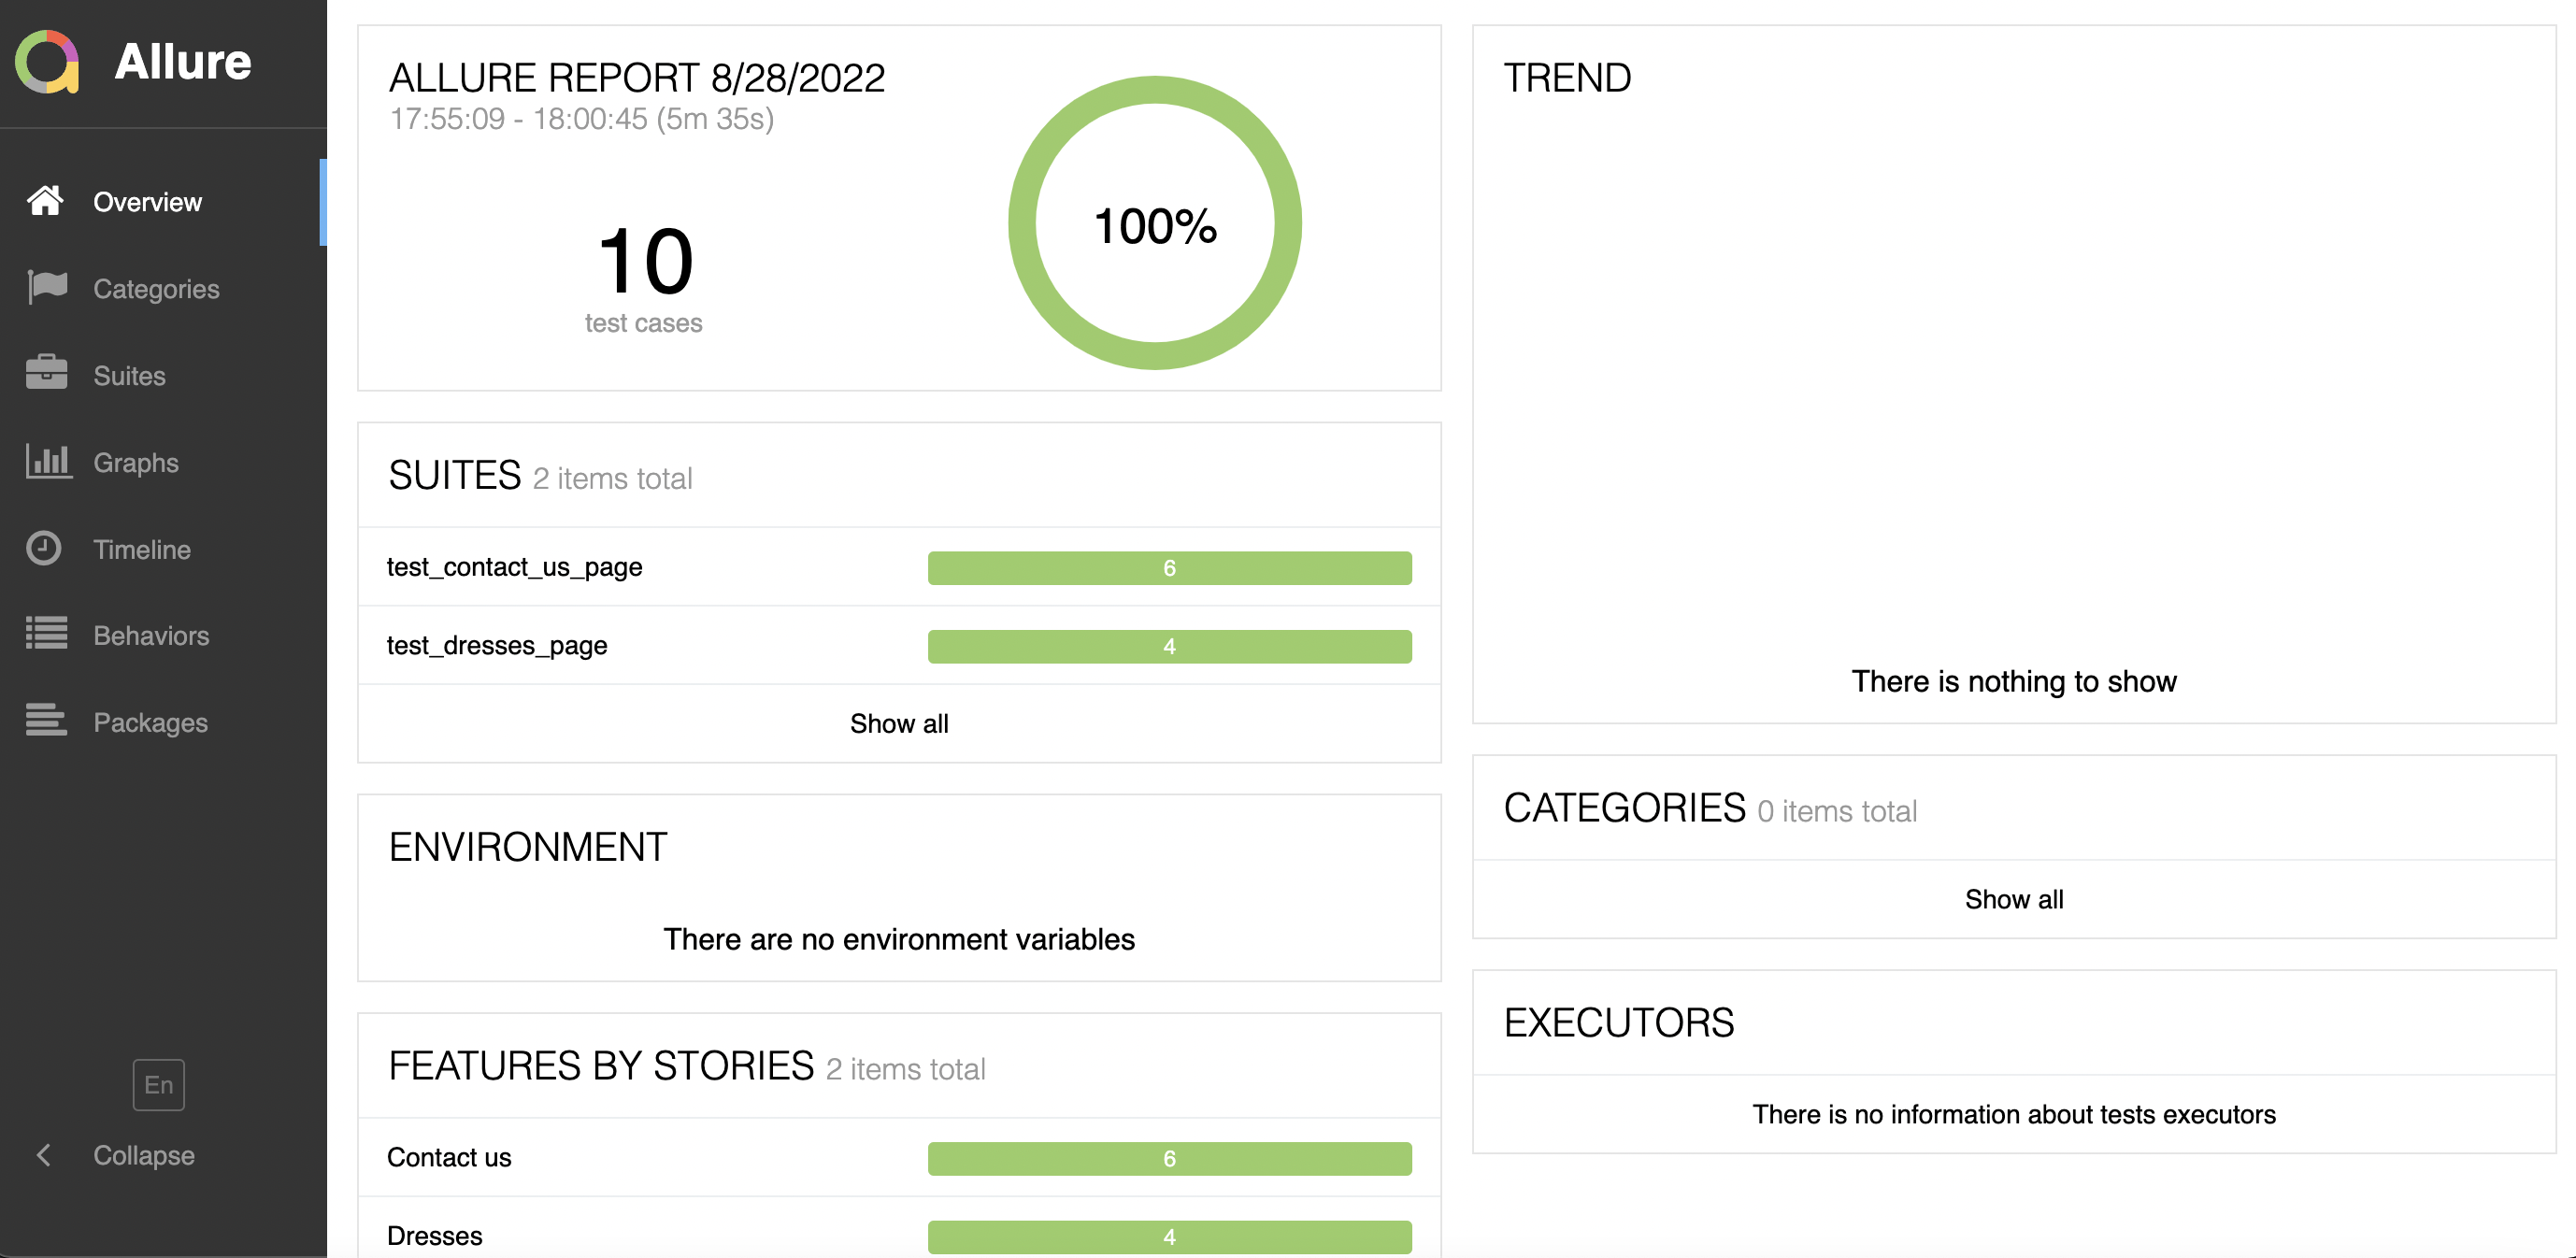 Allure
Overview
Categories
Suites
Graphs
Timeline
Behaviors
Packages
En
Collapse
ALLURE REPORT 8/28/2022
17:55:09 - 18:00:45 (5m 35s)
10
test cases
100%
SUITES 2 items total
test_contact_us_page 6
test_dresses_page 4
Show all
ENVIRONMENT
There are no environment variables
FEATURES BY STORIES 2 items total
Contact us 6
Dresses 4
TREND
There is nothing to show
CATEGORIES 0 items total
Show all
EXECUTORS
There is no information about tests executors